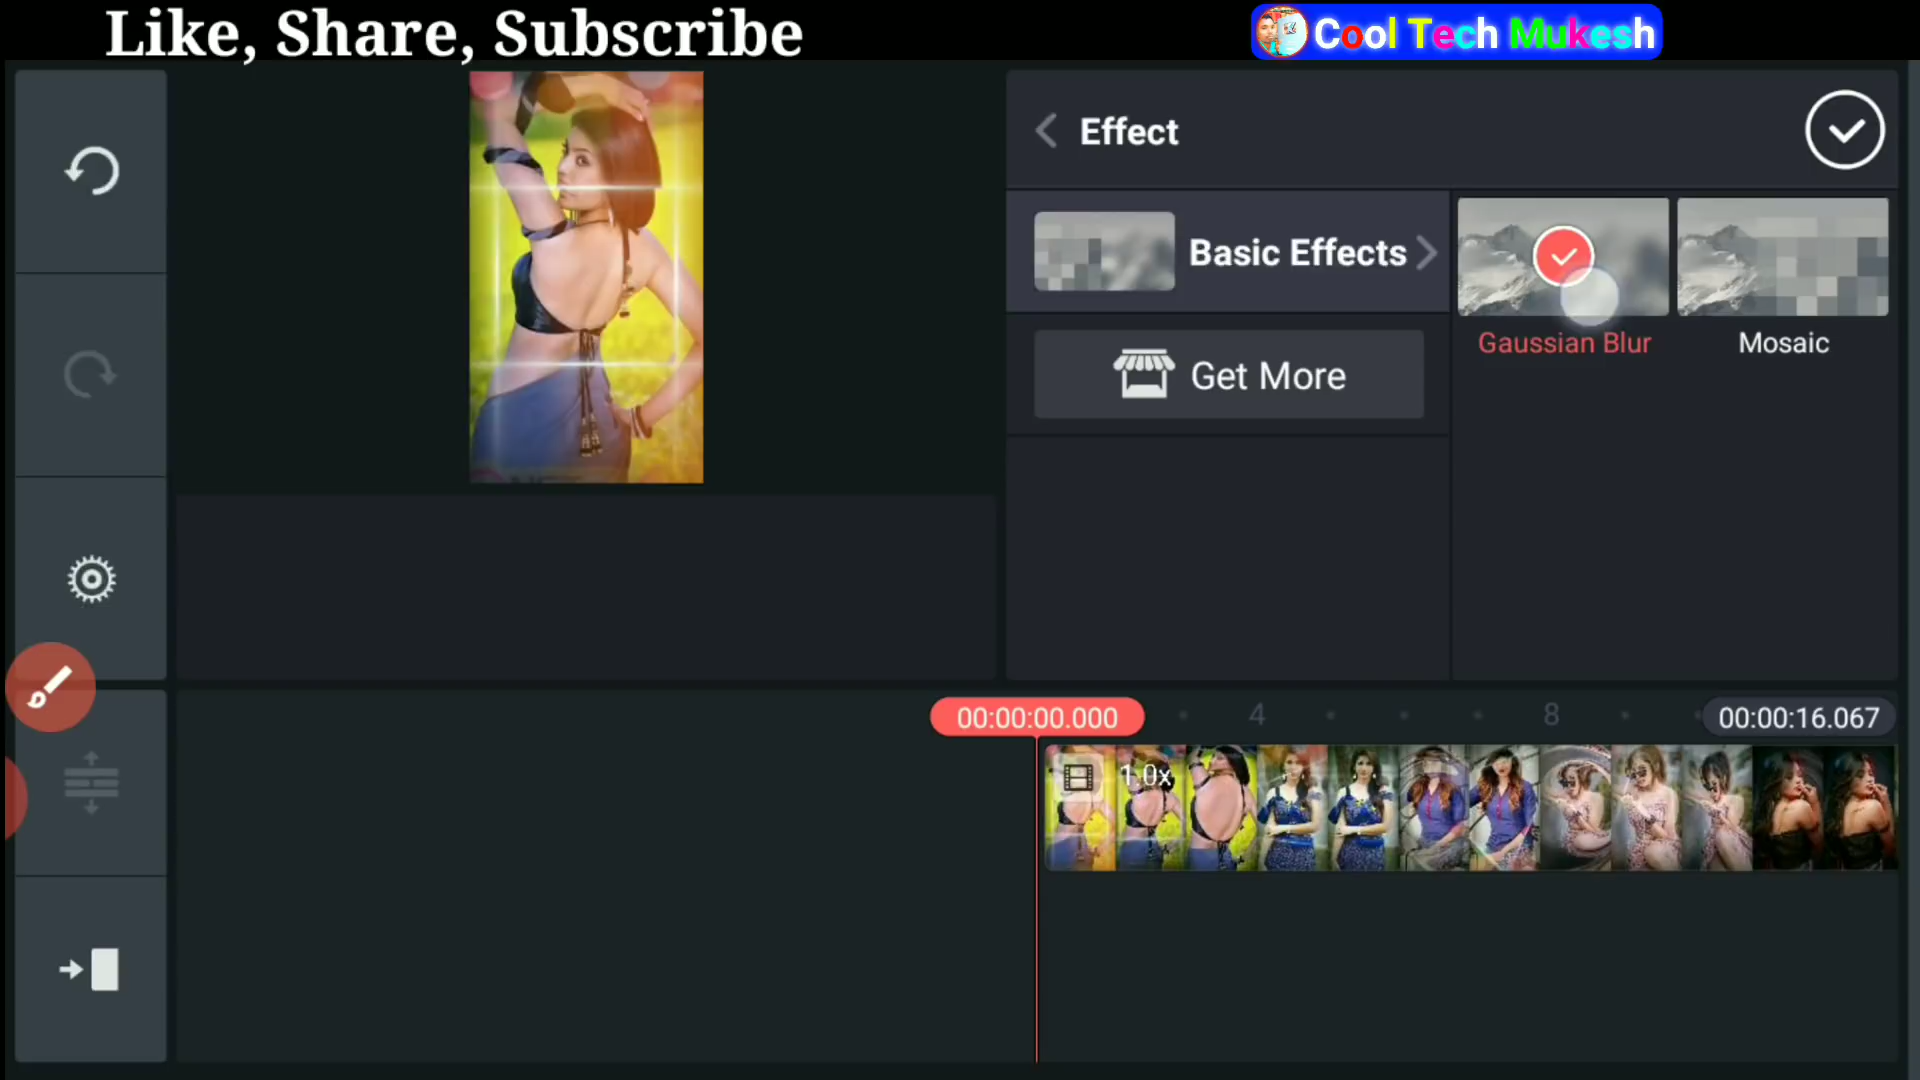 Like, Share, Subscribe
Cool Tech Mukesh
Effect
Basic Effects
Get More
Gaussian Blur
Mosaic
00:00:00.000
4
8
00:00:16.067
1.0x